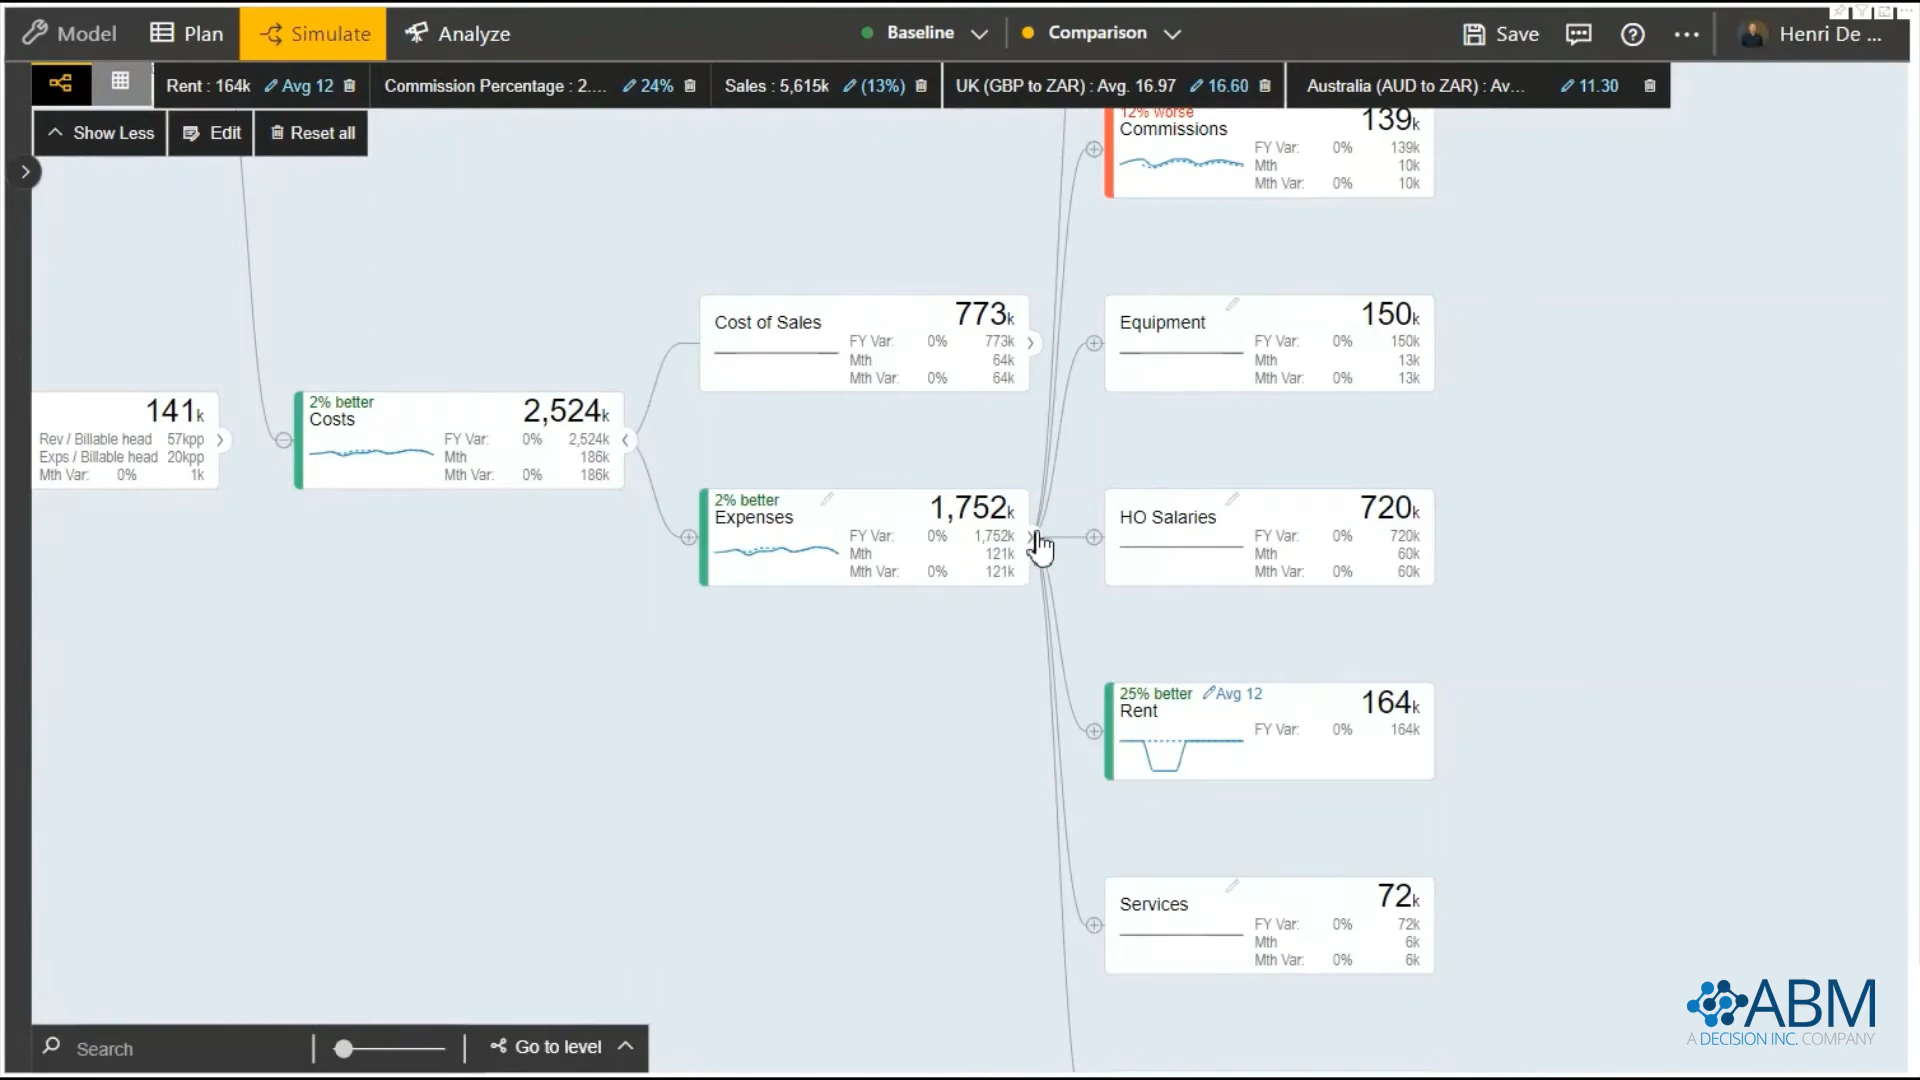 Model
Plan
Simulate
Analyze
Baseline
Comparison
Save
Henri De ...
Rent : 164k Avg 12
Commission Percentage : 2.... 24%
Sales : 5,615k (13%)
UK (GBP to ZAR) : Avg. 16.97 16.60
Australia (AUD to ZAR) : Av... 11.30
Show Less
Edit
Reset all
12% worse
Commissions
139k
FY Var: 0% 139k
Mth 10k
Mth Var: 0% 10k
Cost of Sales
773k
FY Var: 0% 773k
Mth 64k
Mth Var: 0% 64k
Equipment
150k
FY Var: 0% 150k
Mth 13k
Mth Var: 0% 13k
141k
Rev / Billable head 57kpp
Exps / Billable head 20kpp
Mth Var: 0% 1k
2% better
Costs
2,524k
FY Var: 0% 2,524k
Mth 186k
Mth Var: 0% 186k
2% better
Expenses
1,752k
FY Var: 0% 1,752k
Mth 121k
Mth Var: 0% 121k
HO Salaries
720k
FY Var: 0% 720k
Mth 60k
Mth Var: 0% 60k
25% better Avg 12
Rent
164k
FY Var: 0% 164k
Services
72k
FY Var: 0% 72k
Mth 6k
Mth Var: 0% 6k
Search
Go to level
ABM
A DECISION INC. COMPANY